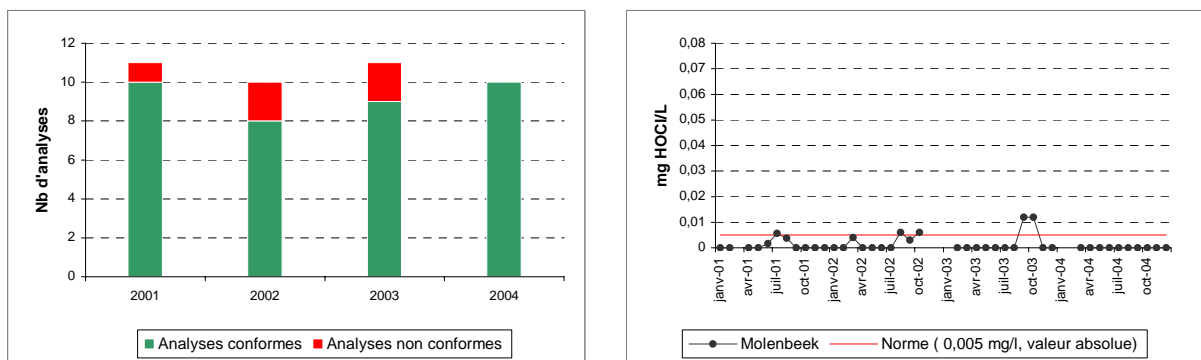 12
10
8
6
4
2
0
Nb d'analyses
2001 2002 2003 2004
Analyses conformes Analyses non conformes
0,08
0,07
0,06
0,05
0,04
0,03
0,02
0,01
0
mg HOCl/L
janv-01 avr-01 juil-01 oct-01 janv-02 avr-02 juil-02 oct-02 janv-03 avr-03 juil-03 oct-03 janv-04 avr-04 juil-04 oct-04
Molenbeek Norme ( 0,005 mg/l, valeur absolue)